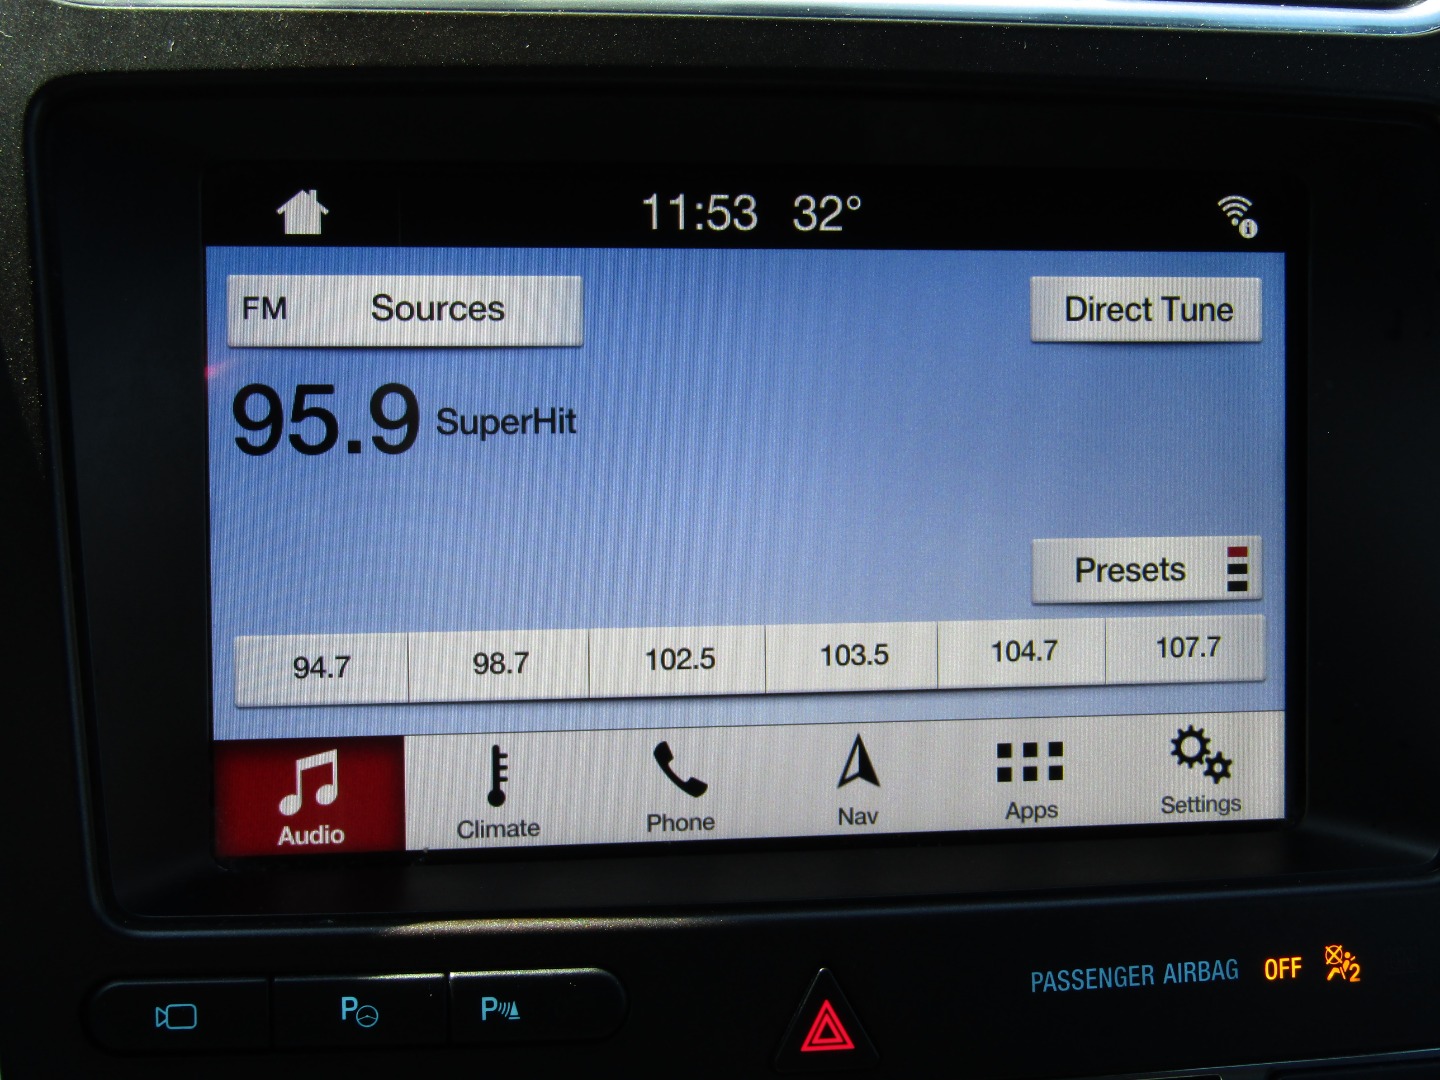 11:53 32°
FM Sources
Direct Tune
95.9 SuperHit
Presets
94.7 98.7 102.5 103.5 104.7 107.7
Audio Climate Phone Nav Apps Settings
PASSENGER AIRBAG OFF 2
P P